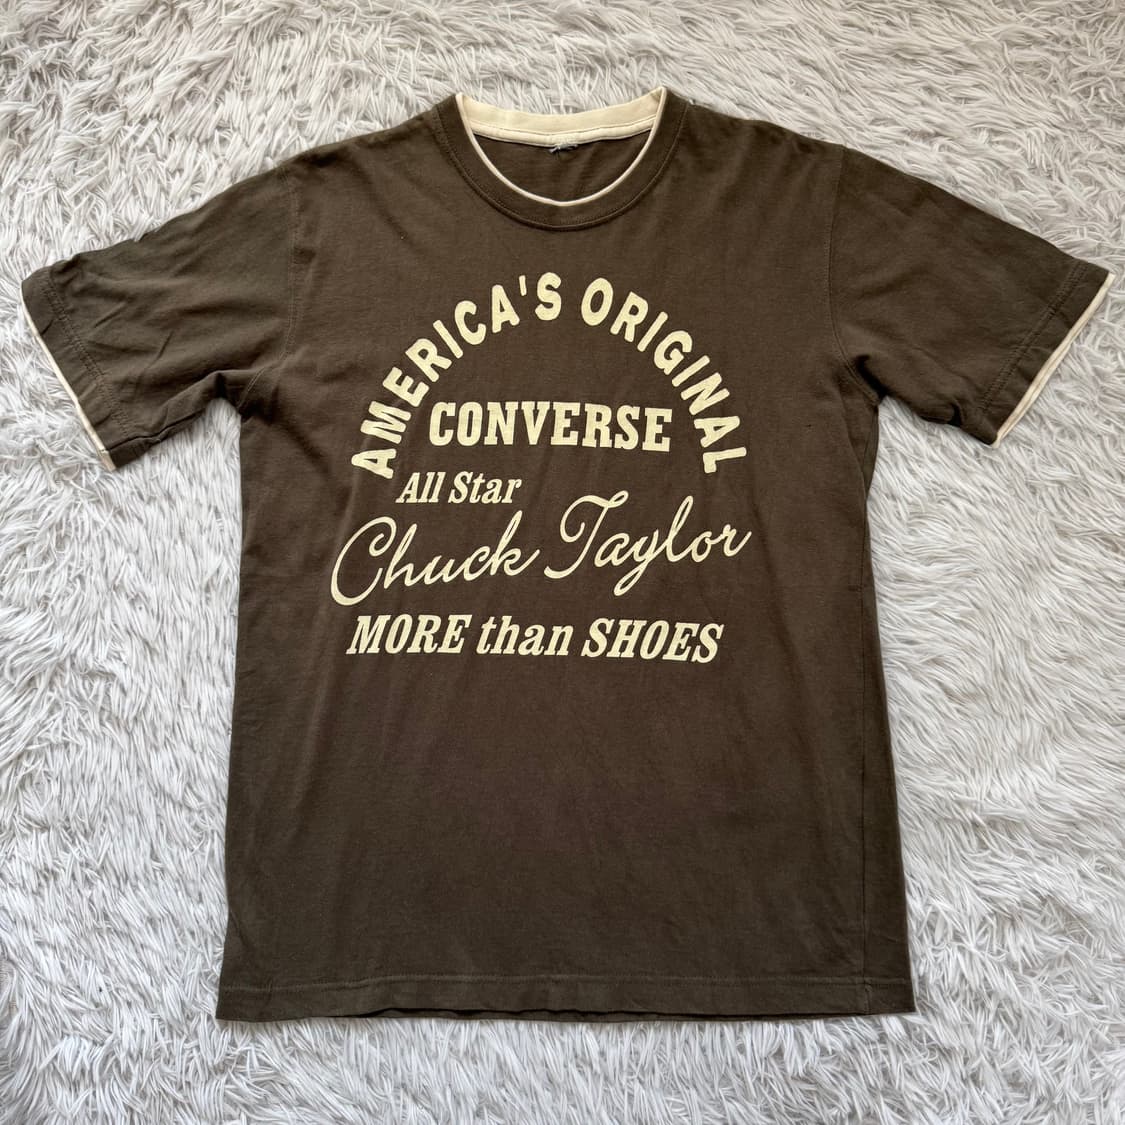 AMERICA'S ORIGINAL
CONVERSE
All Star
Chuck Taylor
MORE than SHOES